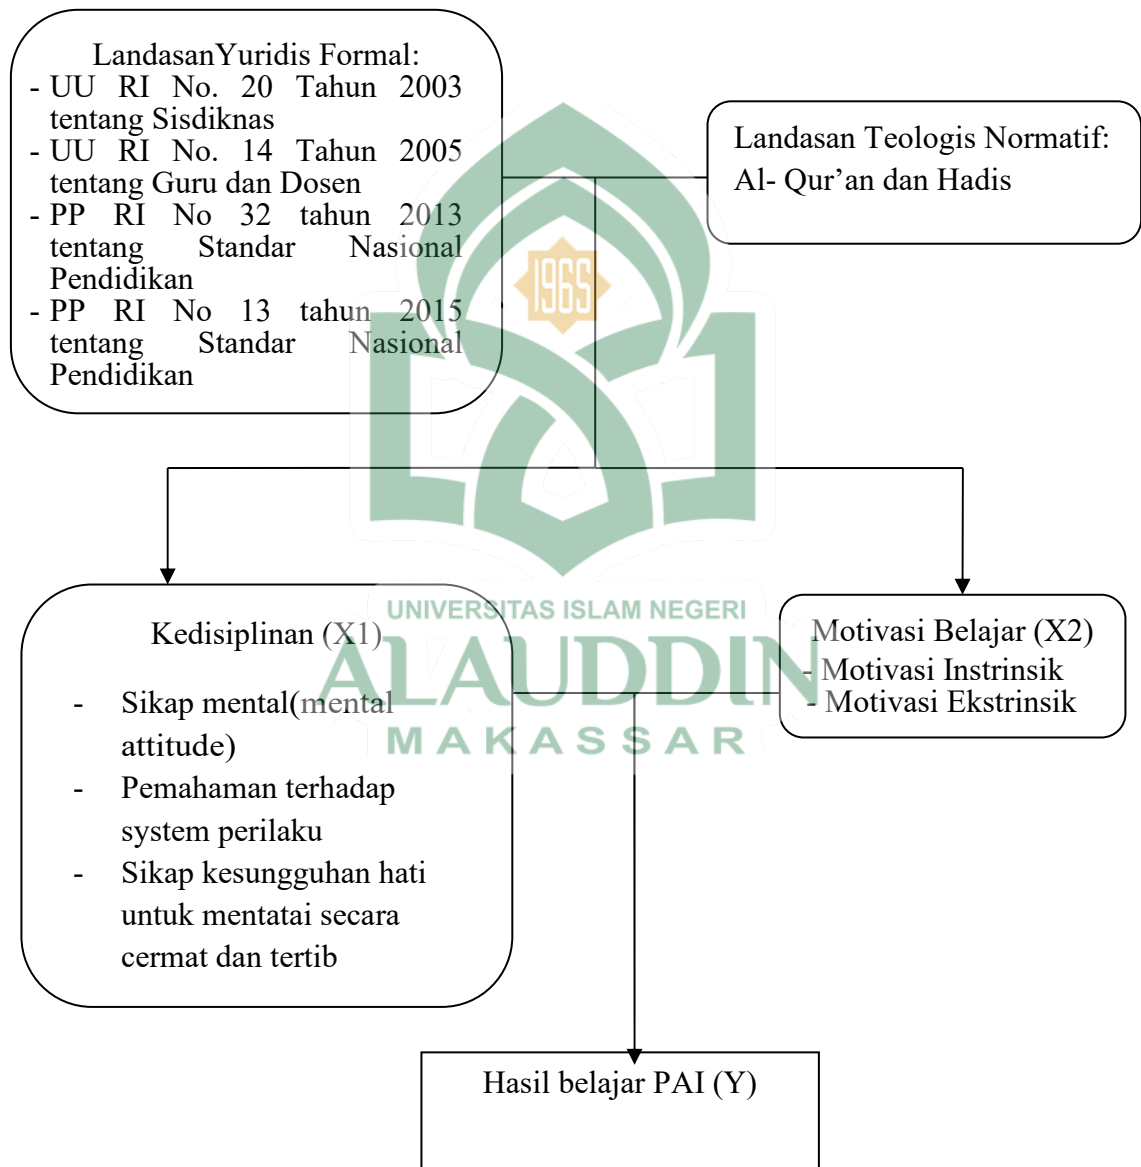 LandasanYuridis Formal:
- UU RI No. 20 Tahun 2003
tentang Sisdiknas
- UU RI No. 14 Tahun 2005
tentang Guru dan Dosen
- PP RI No 32 tahun 2013
tentang Standar Nasional
Pendidikan
- PP RI No 13 tahun 2015
tentang Standar Nasional
Pendidikan
Landasan Teologis Normatif:
Al- Qur’an dan Hadis
1965
Kedisiplinan (X1)
- Sikap mental(mental
attitude)
- Pemahaman terhadap
system perilaku
- Sikap kesungguhan hati
untuk mentatai secara
cermat dan tertib
UNIVERSITAS ISLAM NEGERI
ALAUDDIN
MAKASSAR
Motivasi Belajar (X2)
- Motivasi Instrinsik
- Motivasi Ekstrinsik
Hasil belajar PAI (Y)